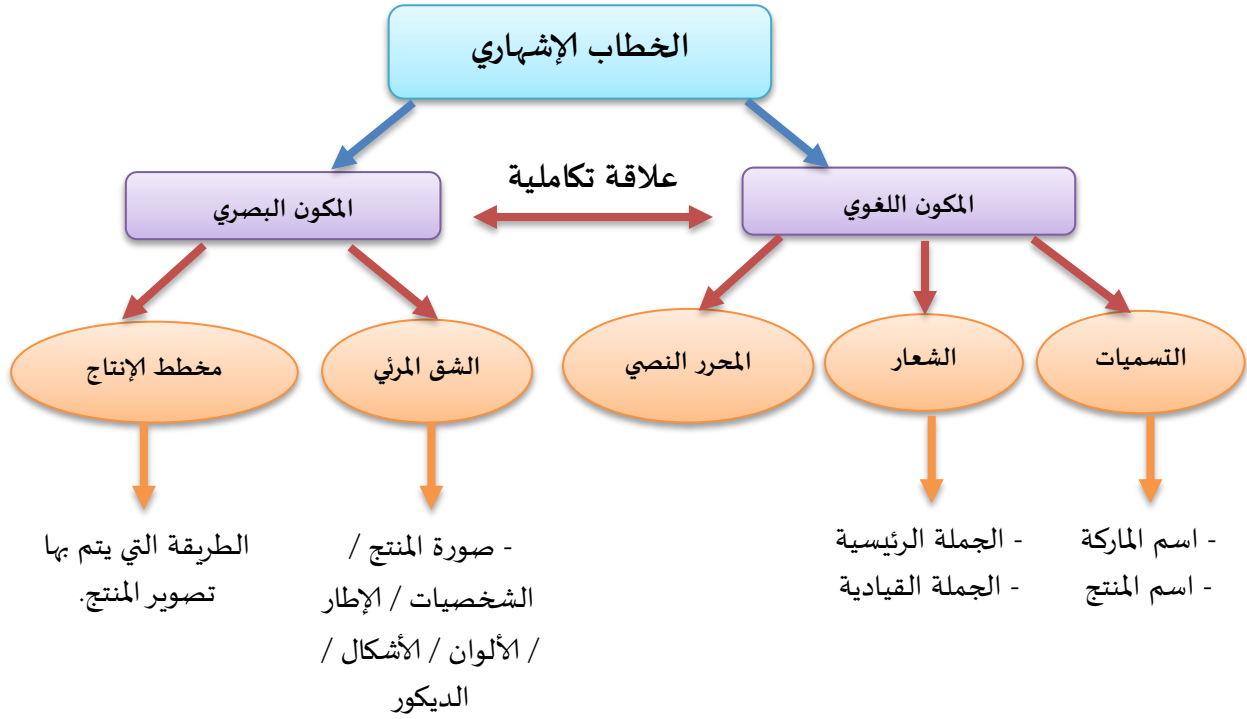 الخطاب الإشهاري
علاقة تكاملية
المكون اللغوي
المكون البصري
التسميات
الشعار
المحرر النصي
الشق المرئي
مخطط الإنتاج
- اسم الماركة
- اسم المنتج
- الجملة الرئيسية
- الجملة القيادية
- صورة المنتج /
الشخصيات / الإطار
/ الألوان / الأشكال /
الديكور
الطريقة التي يتم بها
تصوير المنتج.